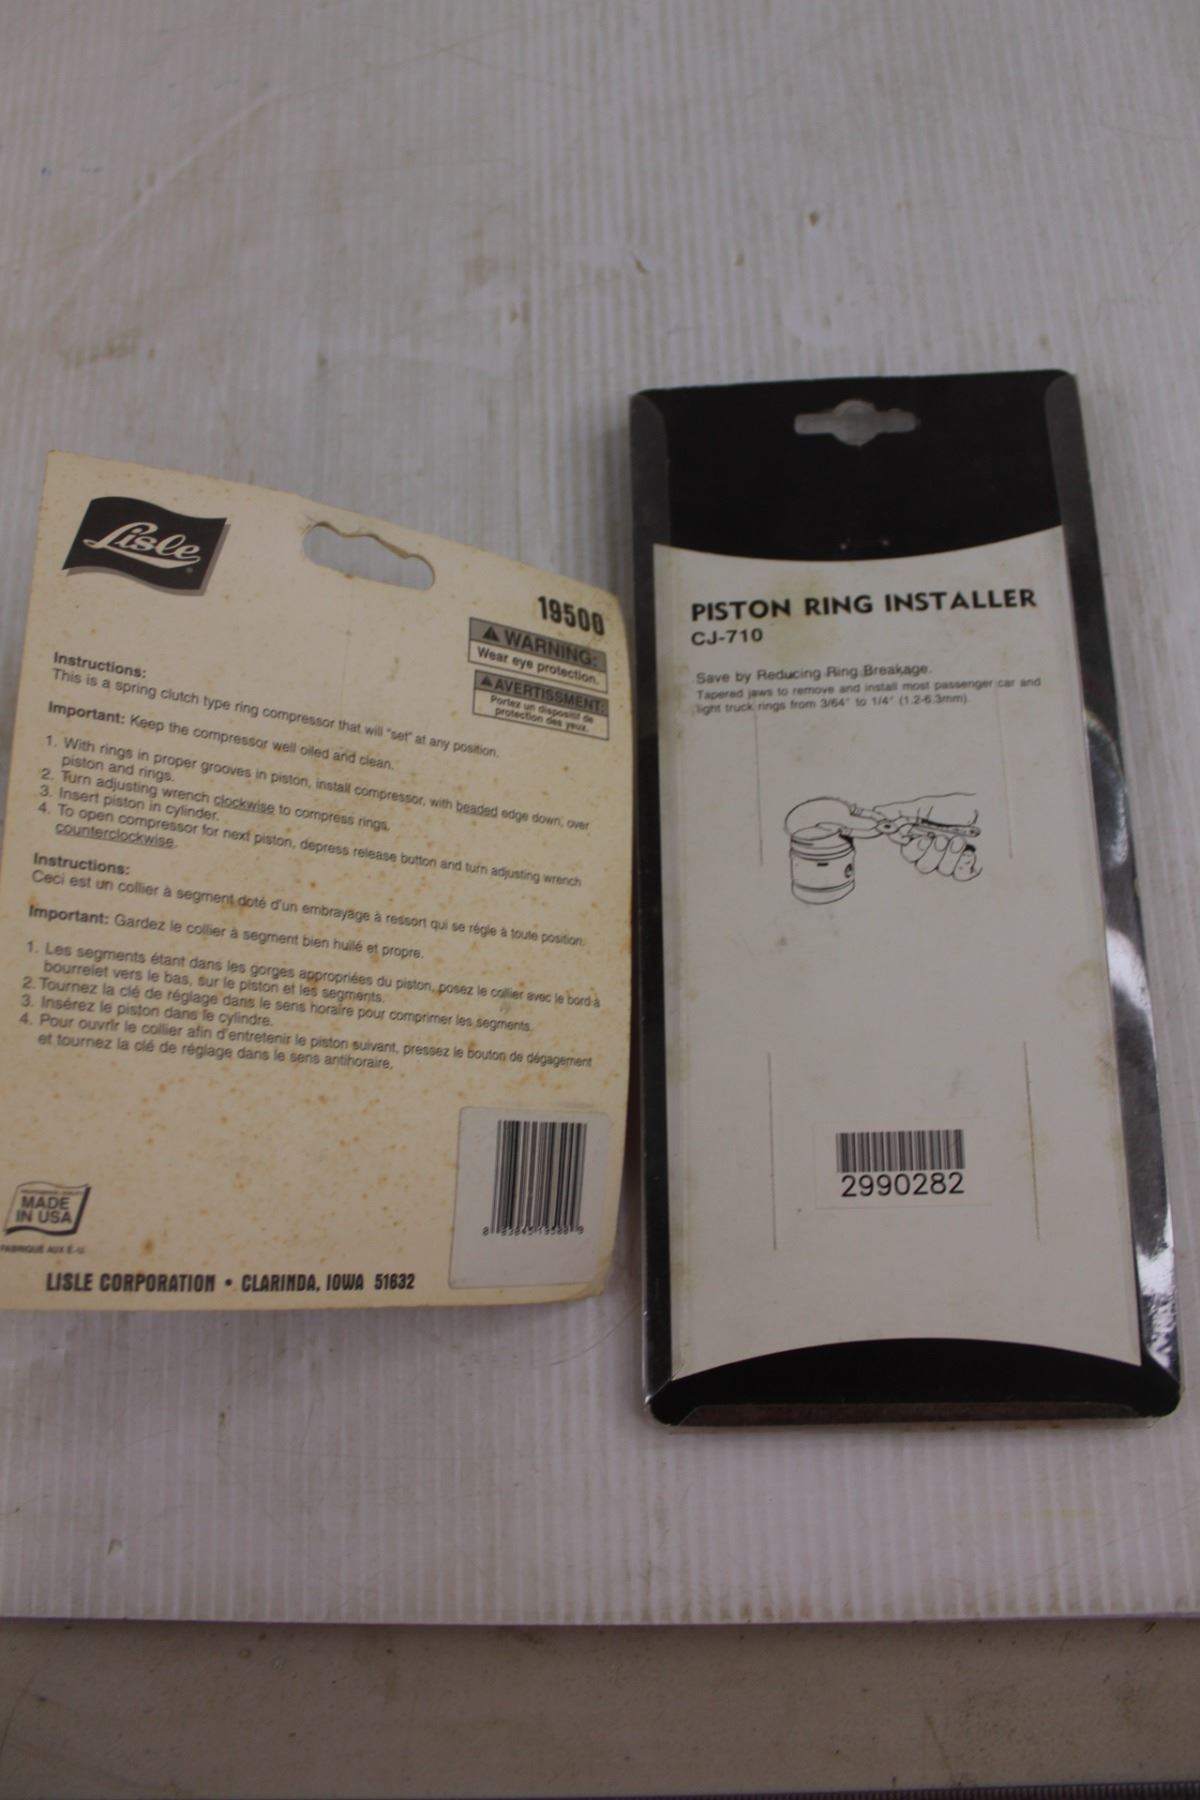 Lisle
19500
WARNING:
Wear eye protection.
AVERTISSMENT:
Portez un dispositif de
protection des yeux.
Instructions:
This is a spring clutch type ring compressor that will "set" at any position.
Important: Keep the compressor well oiled and clean.
1. With rings in proper grooves in piston, install compressor, with beaded edge down, over
piston and rings.
2. Turn adjusting wrench clockwise to compress rings.
3. Insert piston in cylinder.
4. To open compressor for next piston, depress release button and turn adjusting wrench
counterclockwise.
Instructions:
Ceci est un collier à segment doté d'un embrayage à ressort qui se règle à toute position.
Important: Gardez le collier à segment bien huilé et propre.
1. Les segments étant dans les gorges appropriées du piston, posez le collier avec le bord à
bourrelet vers le bas, sur le piston et les segments.
2. Tournez la clé de réglage dans le sens horaire pour comprimer les segments.
3. Insérez le piston dans le cylindre.
4. Pour ouvrir le collier afin d'entretenir le piston suivant, pressez le bouton de dégagement
et tournez la clé de réglage dans le sens antihoraire.
MADE
IN USA
FABRIQUÉ AUX É.-U.
LISLE CORPORATION • CLARINDA, IOWA 51632
PISTON RING INSTALLER
CJ-710
Save by Reducing Ring Breakage.
Tapered jaws to remove and install most passenger car and
light truck rings from 3/64" to 1/4" (1.2-6.3mm).
2990282